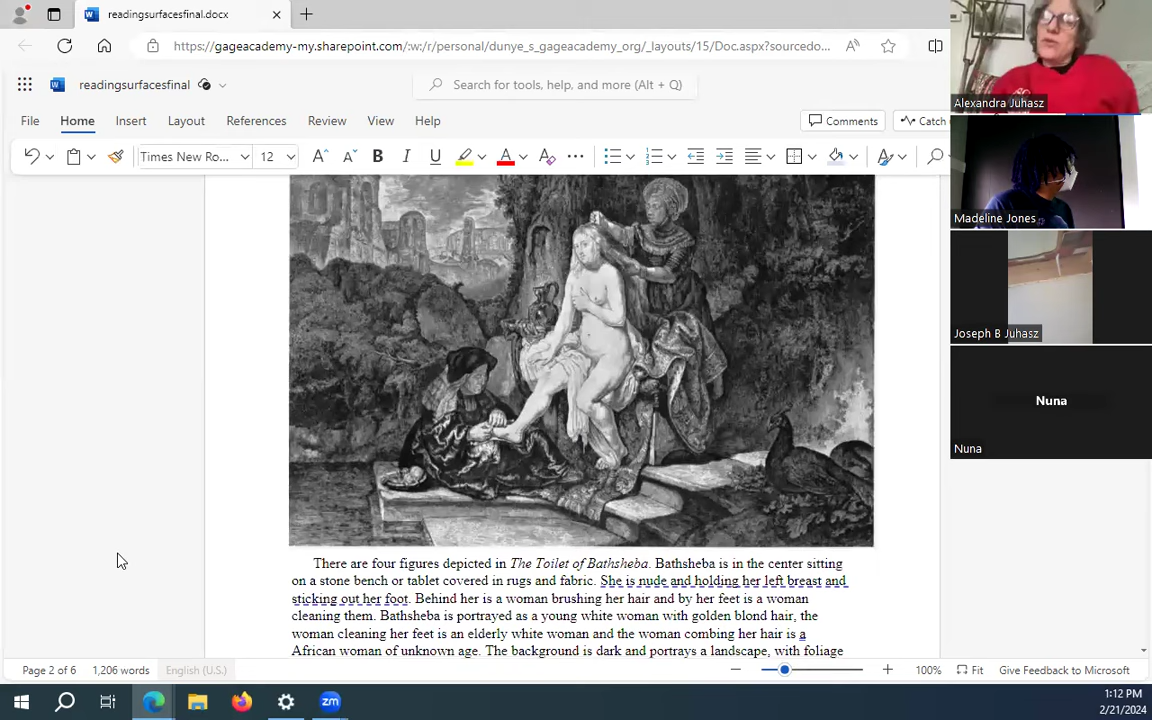 readingsurfacesfinal.docx
https://gageacademy-my.sharepoint.com/:w:/r/personal/dunye_s_gageacademy_org/_layouts/15/Doc.aspx?sourcedo...
readingsurfacesfinal
Search for tools, help, and more (Alt + Q)
File Home Insert Layout References Review View Help
Comments
Catch
Times New Ro...
12
There are four figures depicted in The Toilet of Bathsheba. Bathsheba is in the center sitting
on a stone bench or tablet covered in rugs and fabric. She is nude and holding her left breast and
sticking out her foot. Behind her is a woman brushing her hair and by her feet is a woman
cleaning them. Bathsheba is portrayed as a young white woman with golden blond hair, the
woman cleaning her feet is an elderly white woman and the woman combing her hair is a
African woman of unknown age. The background is dark and portrays a landscape, with foliage
Page 2 of 6 1,206 words English (U.S.)
100% Fit Give Feedback to Microsoft
Alexandra Juhasz
Madeline Jones
Joseph B Juhasz
Nuna
Nuna
zm
1:12 PM
2/21/2024